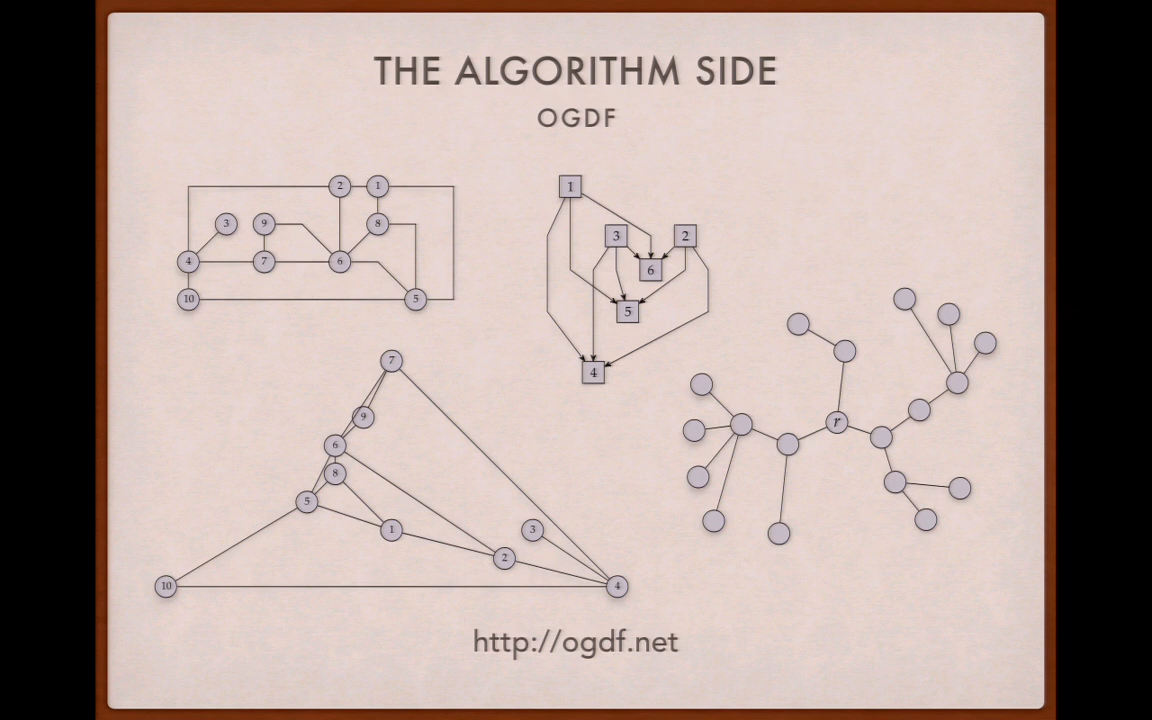 THE ALGORITHM SIDE
OGDF
2 1
3 9 8
4 7 6
10 5
1
3 2
6
5
4
r
7
9
6
8
5
1 3
2
10 4
http://ogdf.net